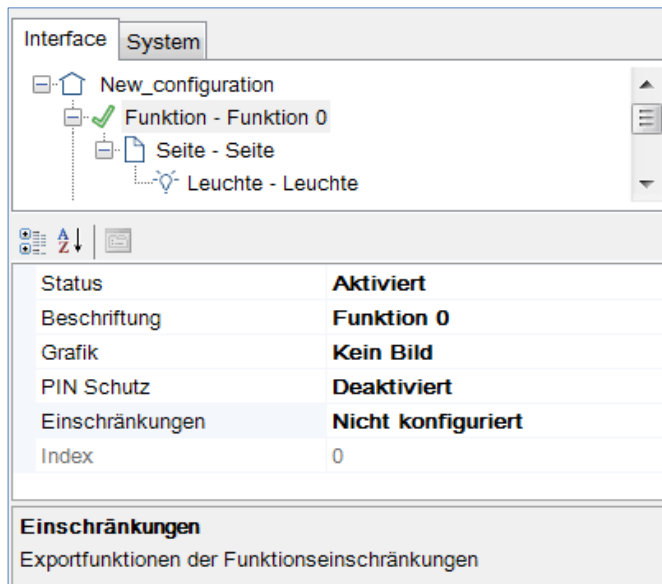 Interface System
New_configuration
Funktion - Funktion 0
Seite - Seite
Leuchte - Leuchte
A Z
Status Aktiviert
Beschriftung Funktion 0
Grafik Kein Bild
PIN Schutz Deaktiviert
Einschränkungen Nicht konfiguriert
Index 0
Einschränkungen
Exportfunktionen der Funktionseinschränkungen